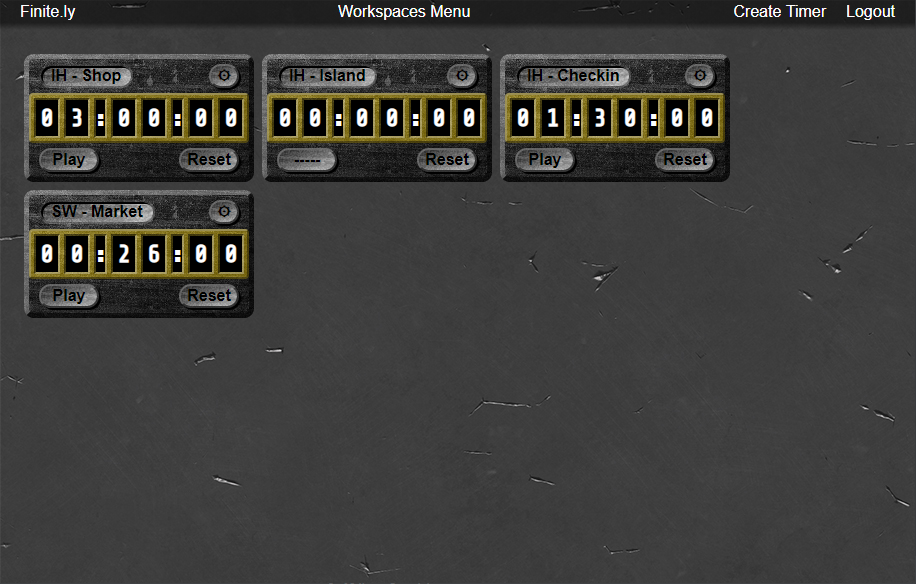 Finite.ly Workspaces Menu Create Timer Logout
IH - Shop
03:00:00
Play Reset
IH - Island
00:00:00
----- Reset
IH - Checkin
01:30:00
Play Reset
SW - Market
00:26:00
Play Reset